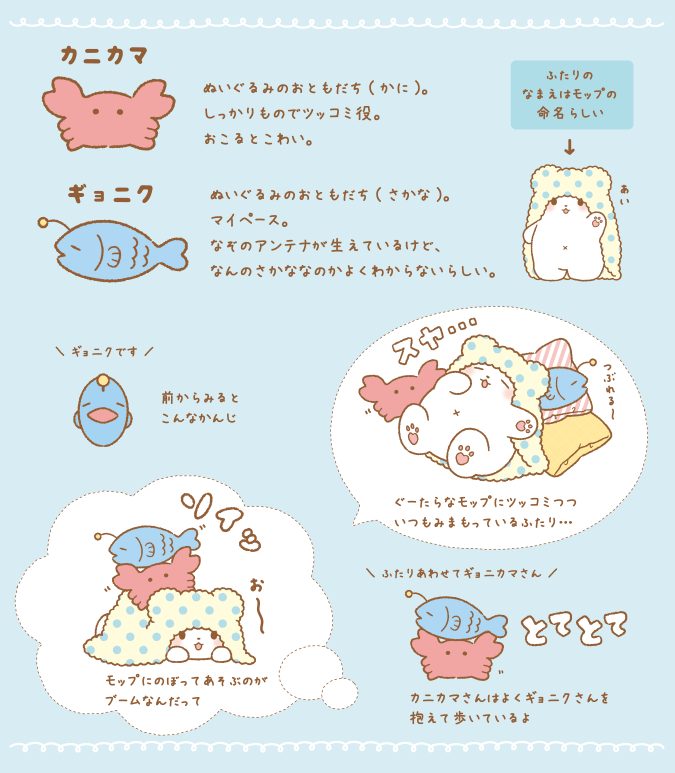 カニカマ
ぬいぐるみのおともだち(かに)。
しっかりものでツッコミ役。
おこるとこわい。
ふたりの
なまえはモップの
命名らしい
↓
あい
ギョニク
ぬいぐるみのおともだち(さかな)。
マイペース。
なぞのアンテナが生えているけど、
なんのさかななのかよくわからないらしい。
\ ギョニクです /
前からみると
こんなかんじ
スヤ…
つぶれる〜
ぐーたらなモップにツッコミつつ
いつもみまもっているふたり…
ソイッ
お〜
モップにのぼってあそぶのが
ブームなんだって
\ ふたりあわせてギョニカマさん /
とてとて
カニカマさんはよくギョニクさんを
抱えて歩いているよ